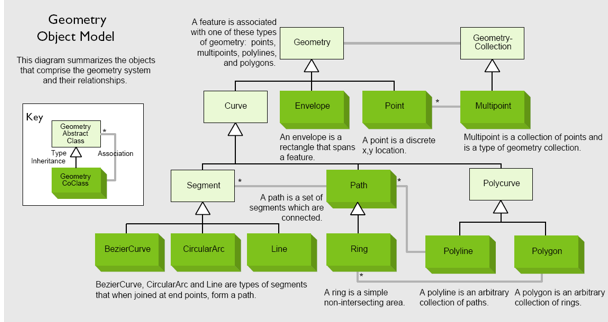 Geometry
Object Model
This diagram summarizes the objects
that comprise the geometry system
and their relationships.
Key
Geometry
Abstract
Class
*
Type
Inheritance
Association
Geometry
CoClass
A feature is associated
with one of these types
of geometry: points,
multipoints, polylines,
and polygons.
Geometry
Geometry-
Collection
Curve
Envelope
Point
*
Multipoint
An envelope is a
rectangle that spans
a feature.
A point is a discrete
x,y location.
Multipoint is a collection of points and
is a type of geometry collection.
Segment
*
Path
*
Polycurve
A path is a set of
segments which are
connected.
BezierCurve
CircularArc
Line
Ring
Polyline
Polygon
*
BezierCurve, CircularArc and Line are types of segments
that when joined at end points, form a path.
A ring is a simple
non-intersecting area.
A polyline is an arbitrary
collection of paths.
A polygon is an arbitrary
collection of rings.